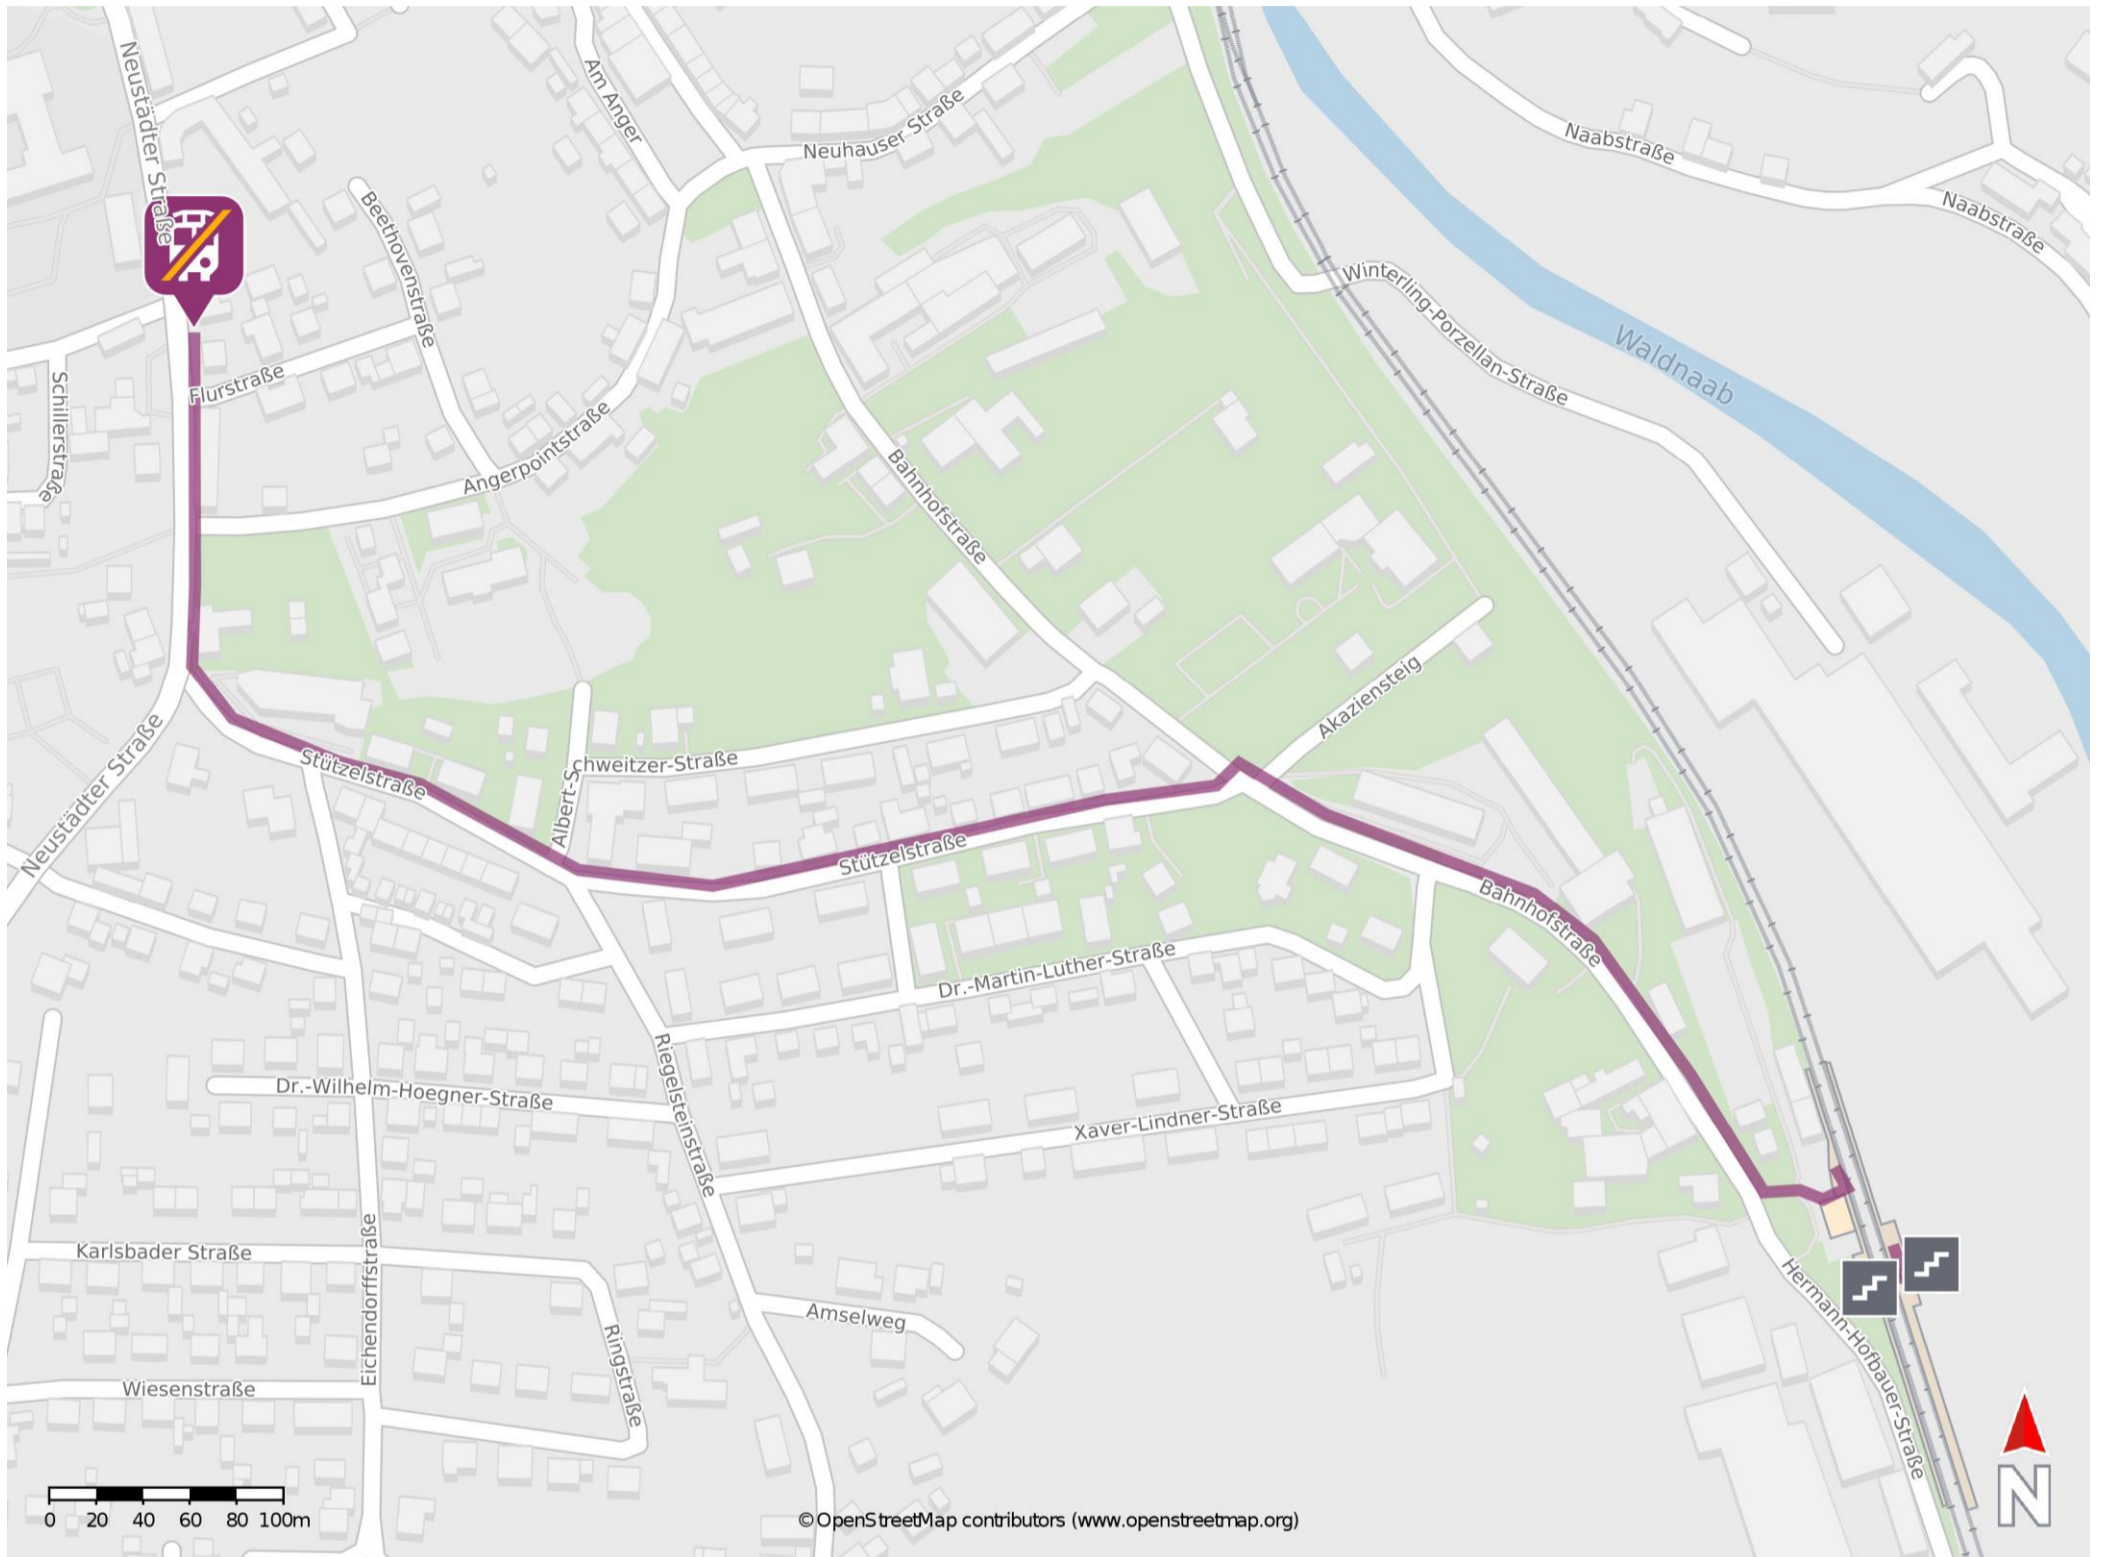 Neustädter Straße
Am Anger
Neuhauser Straße
Naabstraße
Naabstraße
Beethovenstraße
Winterling-Porzellan-Straße
Waldnaab
Schillerstraße
Flurstraße
Angerpointstraße
Bahnhofstraße
Akaziensteig
Neustädter Straße
Stützelstraße
Albert-Schweitzer-Straße
Stützelstraße
Bahnhofstraße
Dr.-Martin-Luther-Straße
Riegelsteinstraße
Dr.-Wilhelm-Hoegner-Straße
Xaver-Lindner-Straße
Karlsbader Straße
Eichendorffstraße
Amselweg
Ringstraße
Hermann-Hofbauer-Straße
Wiesenstraße
N
0 20 40 60 80 100m
©OpenStreetMap contributors (www.openstreetmap.org)